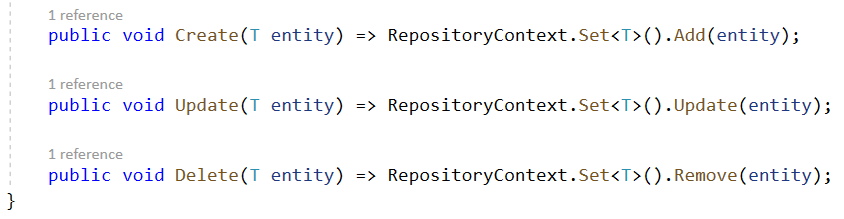 1 reference
public void Create(T entity) => RepositoryContext.Set<T>().Add(entity);
1 reference
public void Update(T entity) => RepositoryContext.Set<T>().Update(entity);
1 reference
public void Delete(T entity) => RepositoryContext.Set<T>().Remove(entity);
}